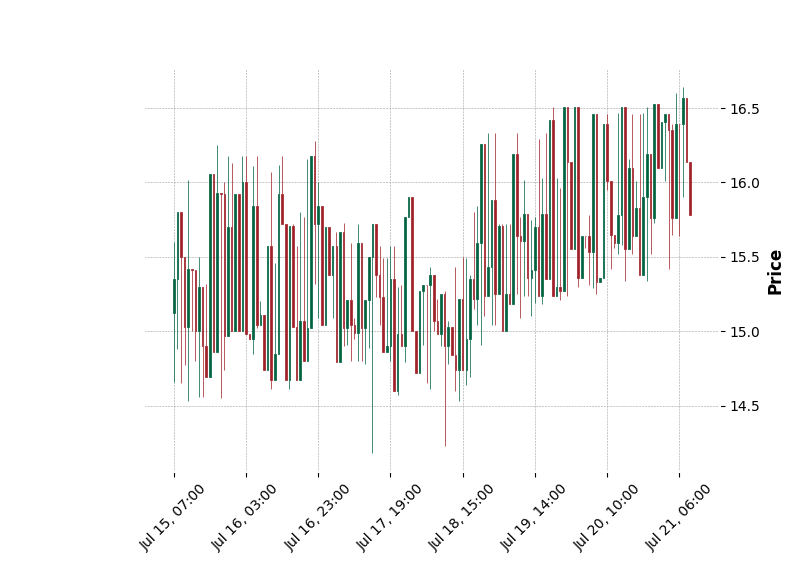 16.5
16.0
15.5
15.0
14.5
Price
Jul 15, 07:00
Jul 16, 03:00
Jul 16, 23:00
Jul 17, 19:00
Jul 18, 15:00
Jul 19, 14:00
Jul 20, 10:00
Jul 21, 06:00